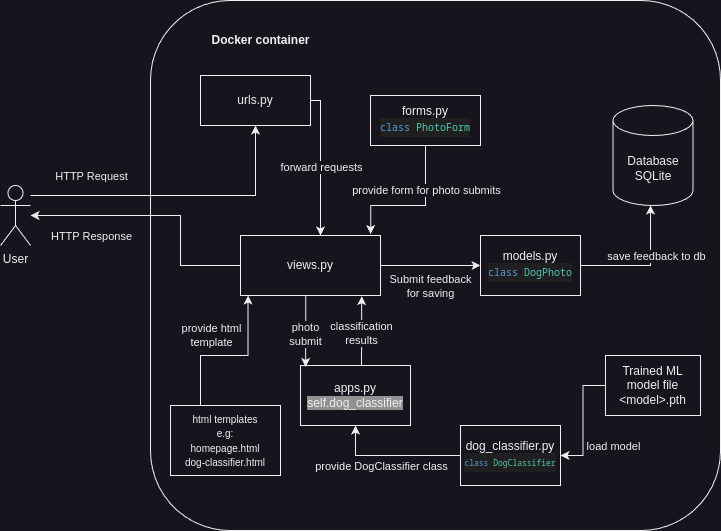 Docker container
urls.py
forms.py
class PhotoForm
Database
SQLite
HTTP Request
forward requests
provide form for photo submits
HTTP Response
User
views.py
models.py
class DogPhoto
save feedback to db
Submit feedback
for saving
provide html
template
photo
submit
classification
results
apps.py
self.dog_classifier
Trained ML
model file
<model>.pth
html templates
e.g:
homepage.html
dog-classifier.html
dog_classifier.py
class DogClassifier
load model
provide DogClassifier class